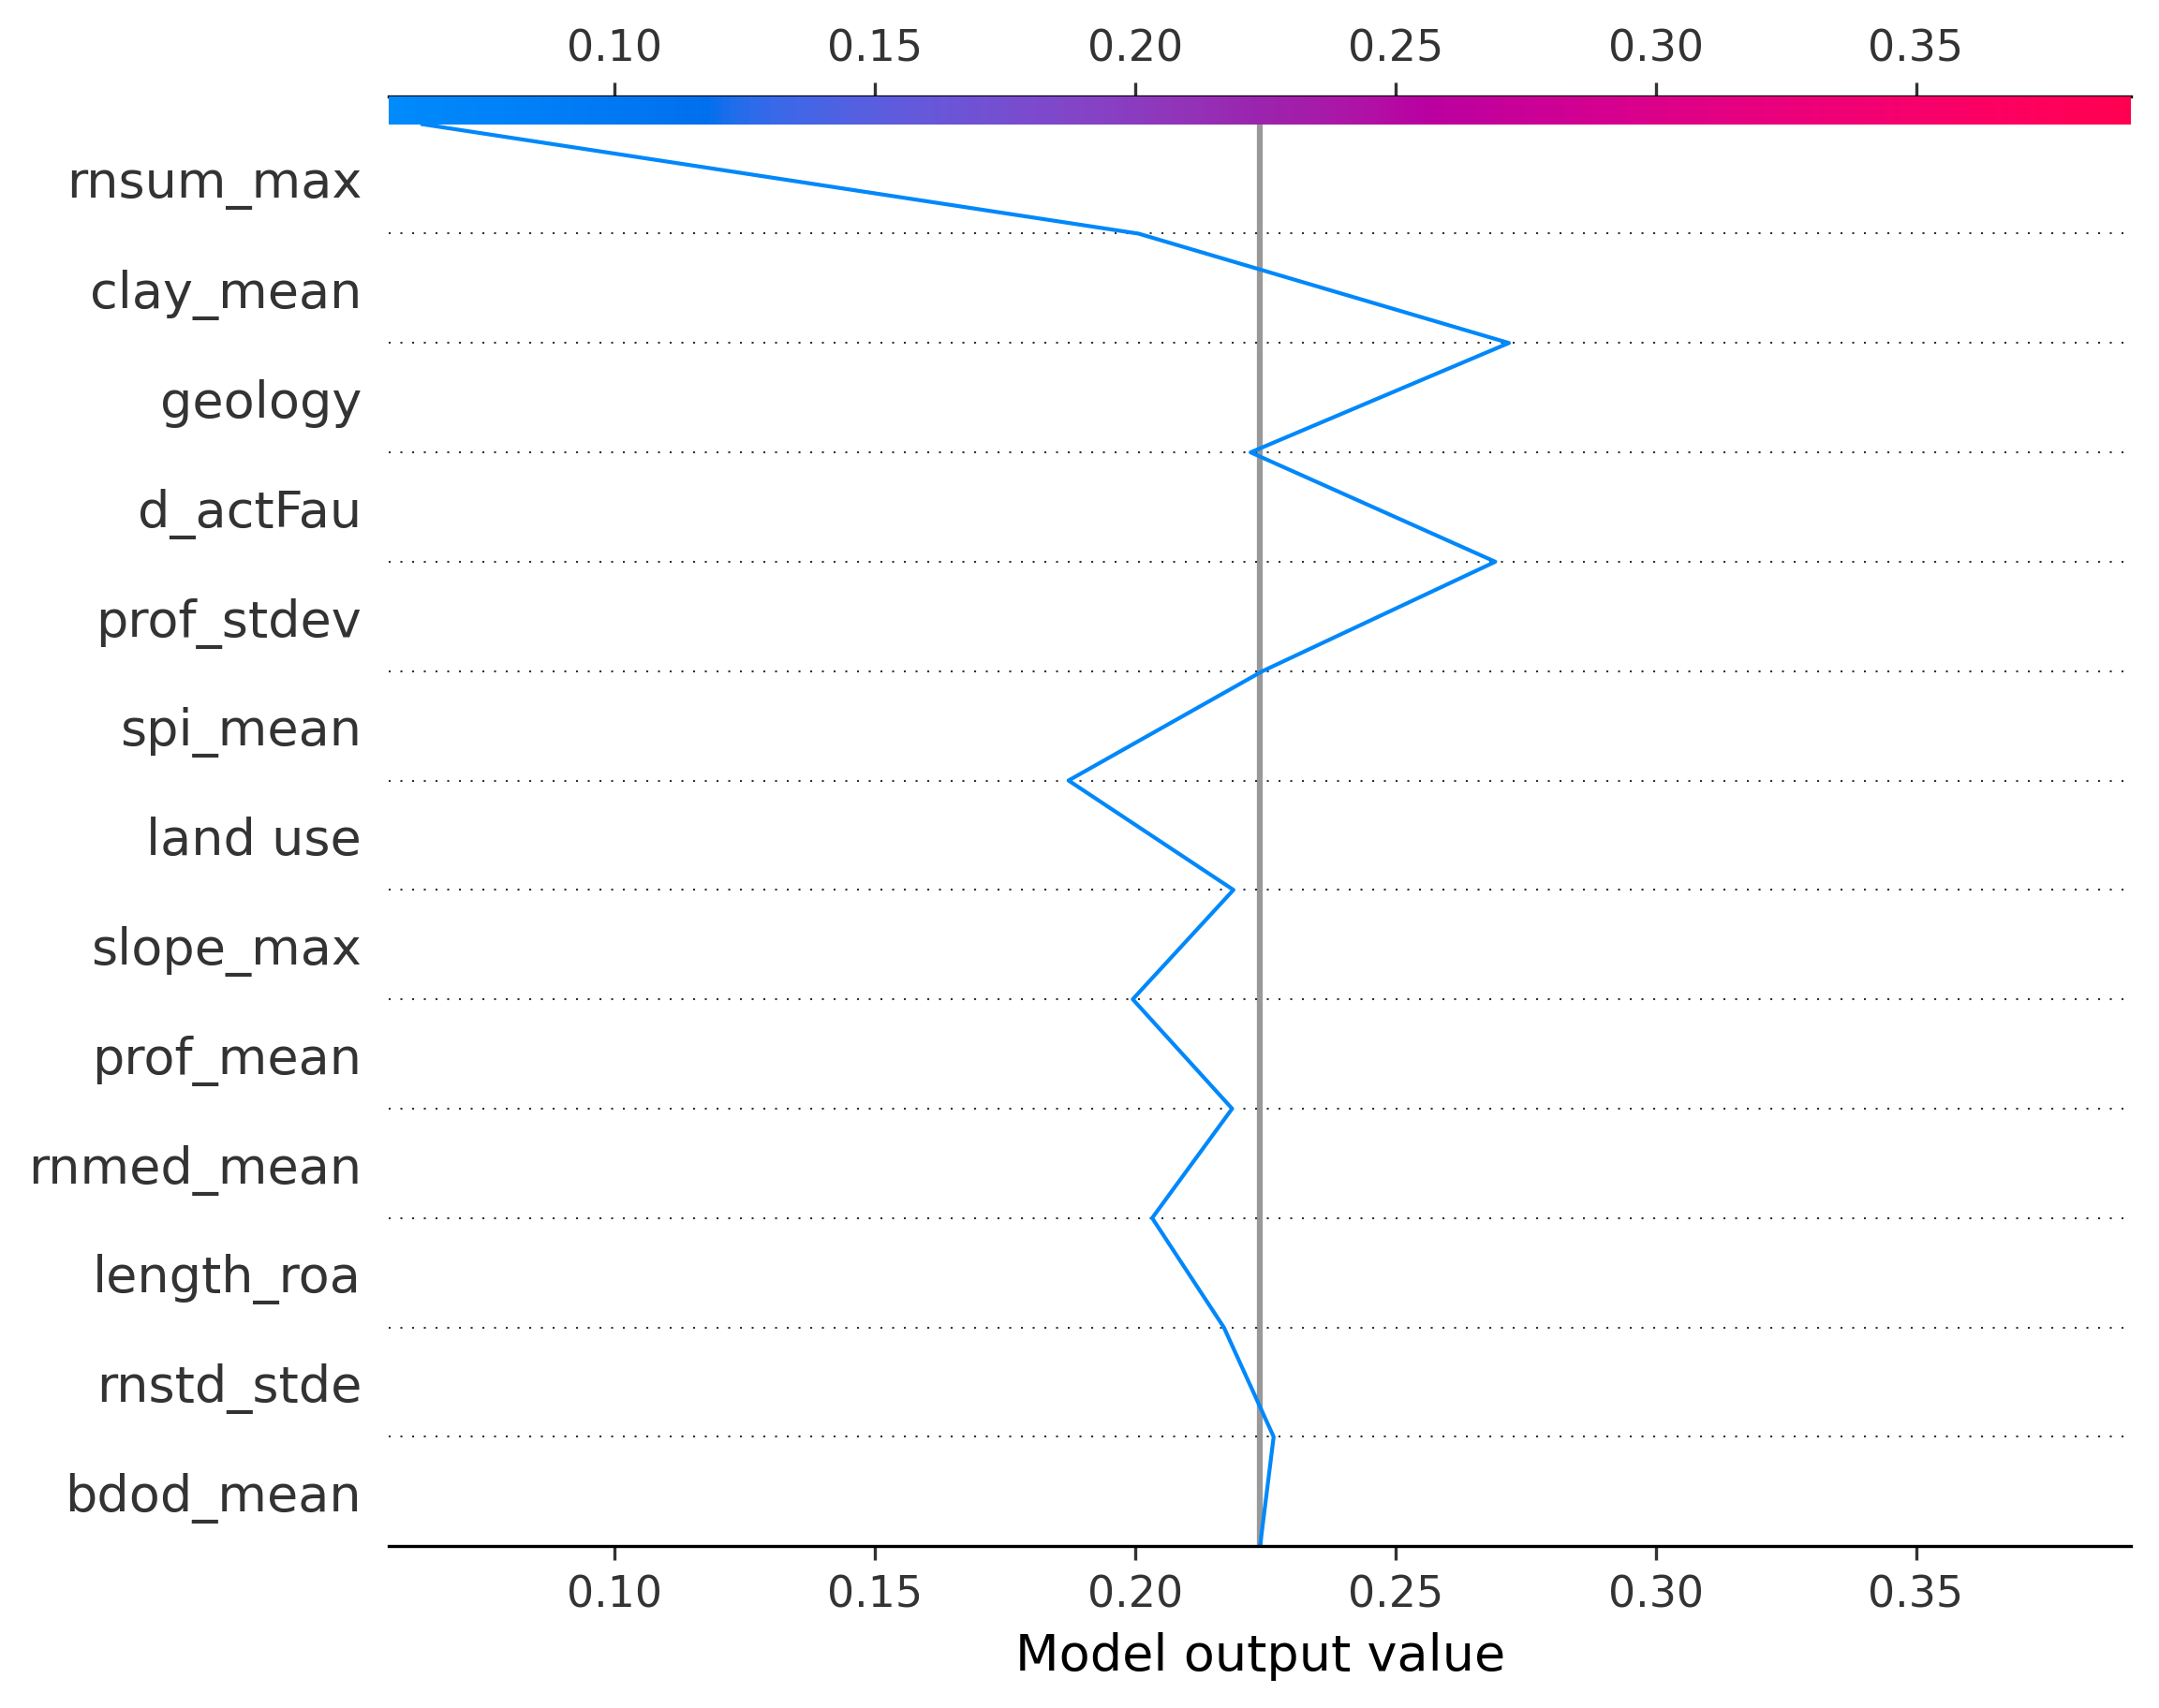 0.10 0.15 0.20 0.25 0.30 0.35
rnsum_max
clay_mean
geology
d_actFau
prof_stdev
spi_mean
land use
slope_max
prof_mean
rnmed_mean
length_roa
rnstd_stde
bdod_mean
0.10 0.15 0.20 0.25 0.30 0.35
Model output value